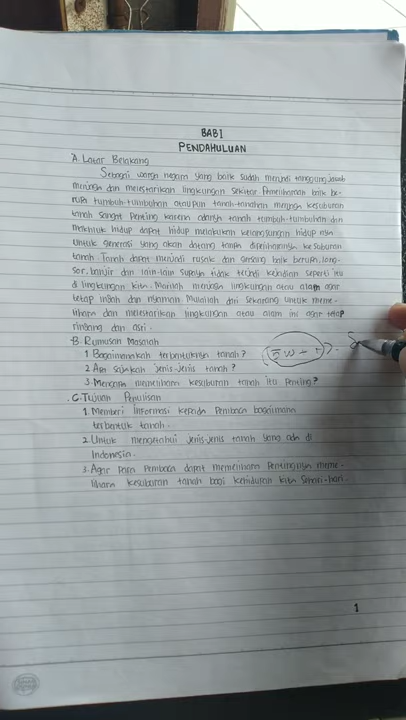 BAB I
PENDAHULUAN
A. Latar Belakang
Sebagai warga negara yang baik sudah menjadi tanggung jawab
menjaga dan melestarikan lingkungan sekitar. Pemeliharaan baik be-
rupa tumbuh-tumbuhan ataupun tanah-tanahan menjaga kesuburan
tanah sangat penting karena adanya tanah tumbuh-tumbuhan dan
makhluk hidup dapat hidup melakukan kelangsungan hidup nya
untuk generasi yang akan datang tanpa dipeliharanya kesuburan
tanah. Tanah dapat menjadi rusak dan gersang baik berupa, long-
sor, banjir dan lain-lain supaya tidak terjadi kejadian seperti itu
di lingkungan kita. Marilah menjaga lingkungan atau alam agar
tetap indah dan nyaman. Mulailah dari sekarang untuk meme-
lihara dan melestarikan lingkungan atau alam ini agar tetap
rindang dan asri.
B. Rumusan Masalah
1 Bagaimanakah terbentuknya tanah?
2 Apa sajakah jenis-jenis tanah?
3. Mengapa memelihara kesuburan tanah itu penting?
C. Tujuan Penulisan
1. Memberi informasi kepada pembaca bagaimana
terbentuk tanah.
2 Untuk mengetahui jenis-jenis tanah yang ada di
Indonesia.
3. Agar para pembaca dapat memelihara pentingnya meme-
lihara kesuburan tanah bagi kehidupan kita sehari-hari.
1